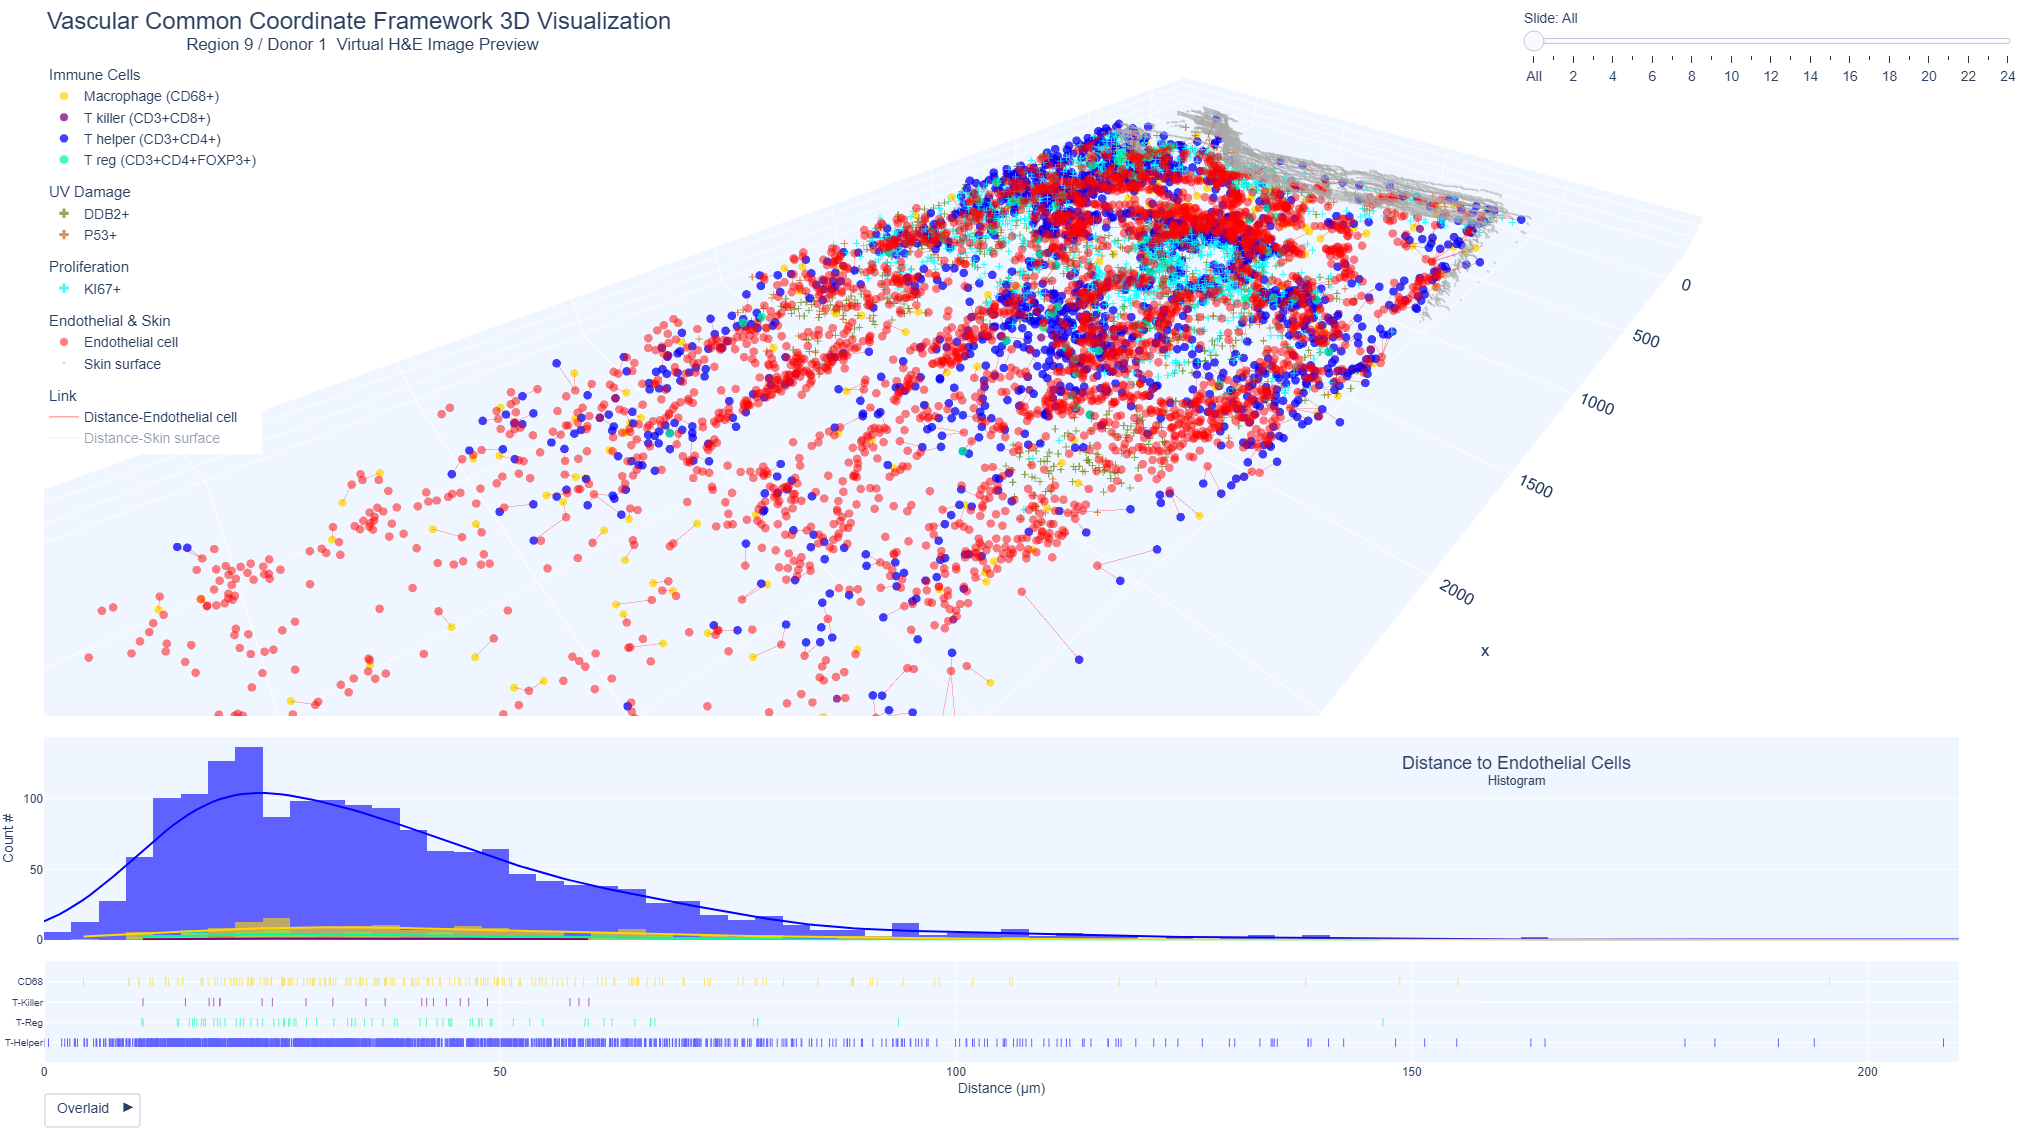 Vascular Common Coordinate Framework 3D Visualization
Region 9 / Donor 1  Virtual H&E Image Preview
Slide: All
All 2 4 6 8 10 12 14 16 18 20 22 24
Immune Cells
Macrophage (CD68+)
T killer (CD3+CD8+)
T helper (CD3+CD4+)
T reg (CD3+CD4+FOXP3+)
UV Damage
DDB2+
P53+
Proliferation
KI67+
Endothelial & Skin
Endothelial cell
Skin surface
Link
Distance-Endothelial cell
Distance-Skin surface
0
500
1000
1500
2000
x
Distance to Endothelial Cells
Histogram
Count #
100
50
0
CD68
T-Killer
T-Reg
T-Helper
0 50 100 150 200
Distance (μm)
Overlaid ►